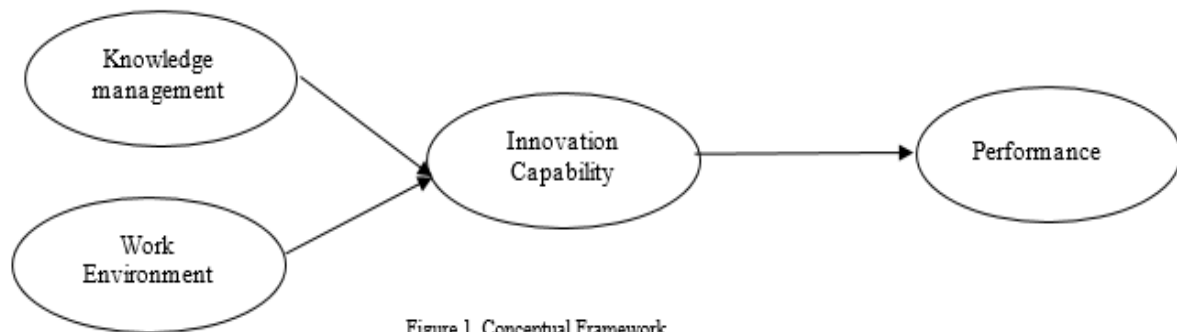 Knowledge
management
Innovation
Capability
Performance
Work
Environment
Figure 1. Conceptual Framework